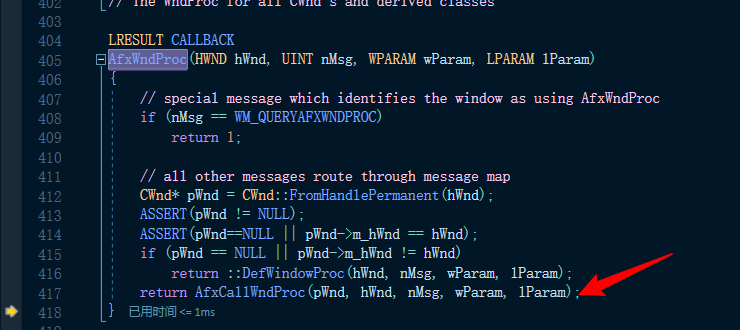 402 // The WndProc for all CWnd's and derived classes
403
404 LRESULT CALLBACK
405 AfxWndProc(HWND hWnd, UINT nMsg, WPARAM wParam, LPARAM lParam)
406 {
407 // special message which identifies the window as using AfxWndProc
408 if (nMsg == WM_QUERYAFXWNDPROC)
409 return 1;
410
411 // all other messages route through message map
412 CWnd* pWnd = CWnd::FromHandlePermanent(hWnd);
413 ASSERT(pWnd != NULL);
414 ASSERT(pWnd==NULL || pWnd->m_hWnd == hWnd);
415 if (pWnd == NULL || pWnd->m_hWnd != hWnd)
416 return ::DefWindowProc(hWnd, nMsg, wParam, lParam);
417 return AfxCallWndProc(pWnd, hWnd, nMsg, wParam, lParam);
418 } 已用时间 <= 1ms
419